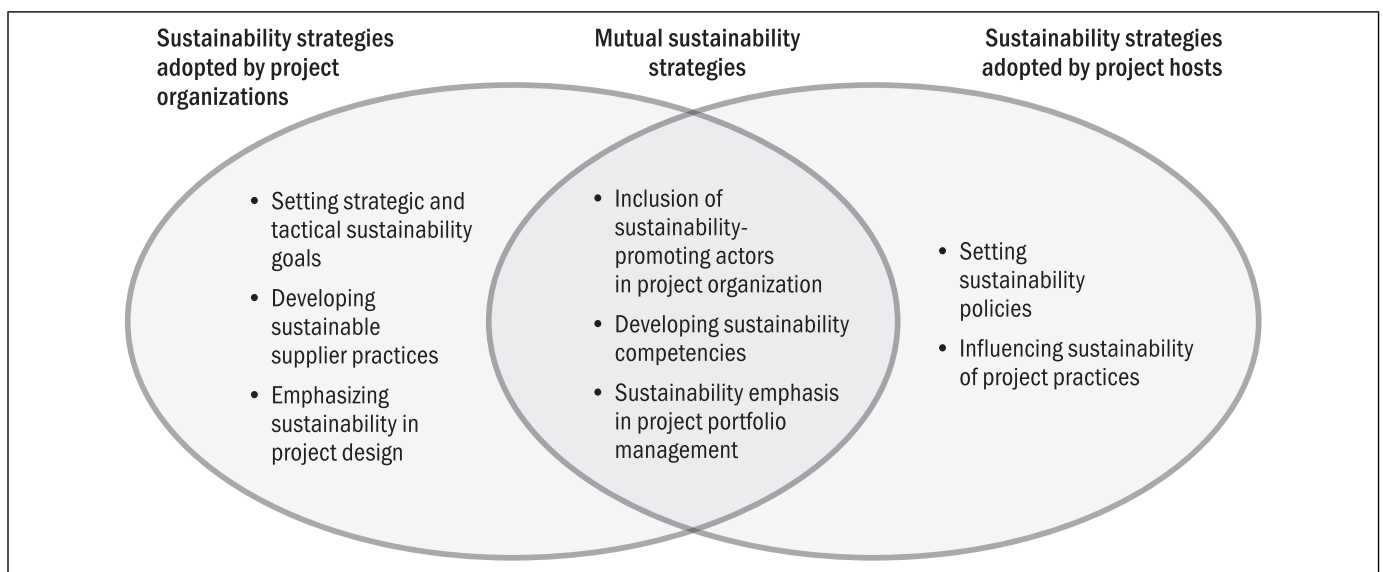 Sustainability strategies
adopted by project
organizations
Mutual sustainability
strategies
Sustainability strategies
adopted by project hosts
• Setting strategic and
tactical sustainability
goals
• Developing
sustainable
supplier practices
• Emphasizing
sustainability in
project design
• Inclusion of
sustainability-
promoting actors
in project organization
• Developing sustainability
competencies
• Sustainability emphasis
in project portfolio
management
• Setting
sustainability
policies
• Influencing sustainability
of project practices